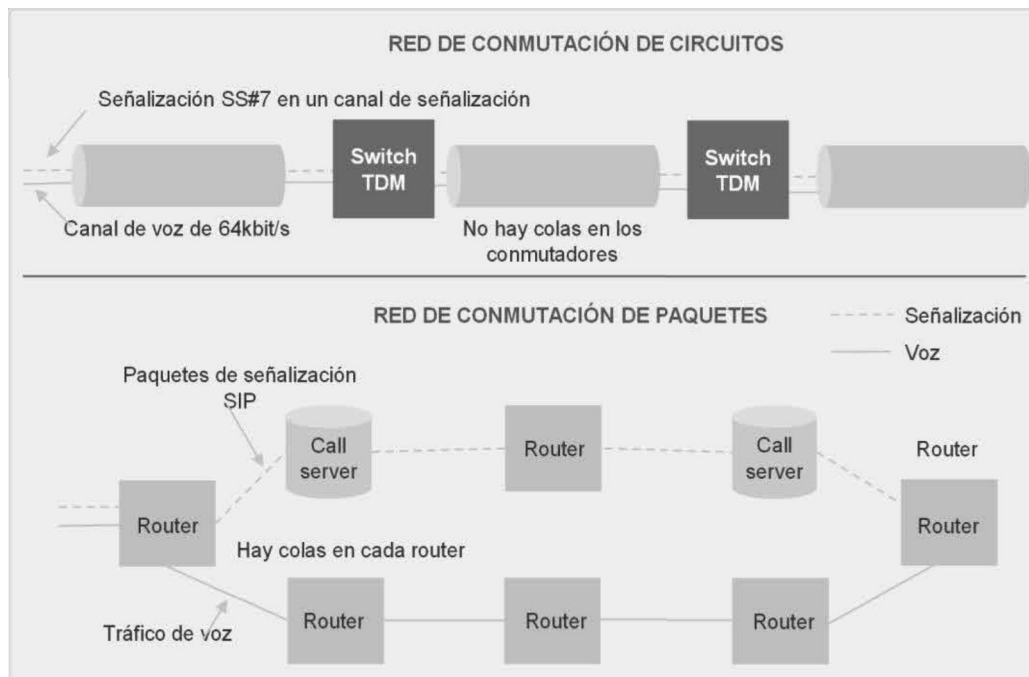 RED DE CONMUTACIÓN DE CIRCUITOS
Señalización SS#7 en un canal de señalización
Switch
TDM
Switch
TDM
Canal de voz de 64kbit/s
No hay colas en los
conmutadores
RED DE CONMUTACIÓN DE PAQUETES
Señalización
Voz
Paquetes de señalización
SIP
Call
server
Router
Call
server
Router
Router
Router
Hay colas en cada router
Router
Router
Router
Tráfico de voz